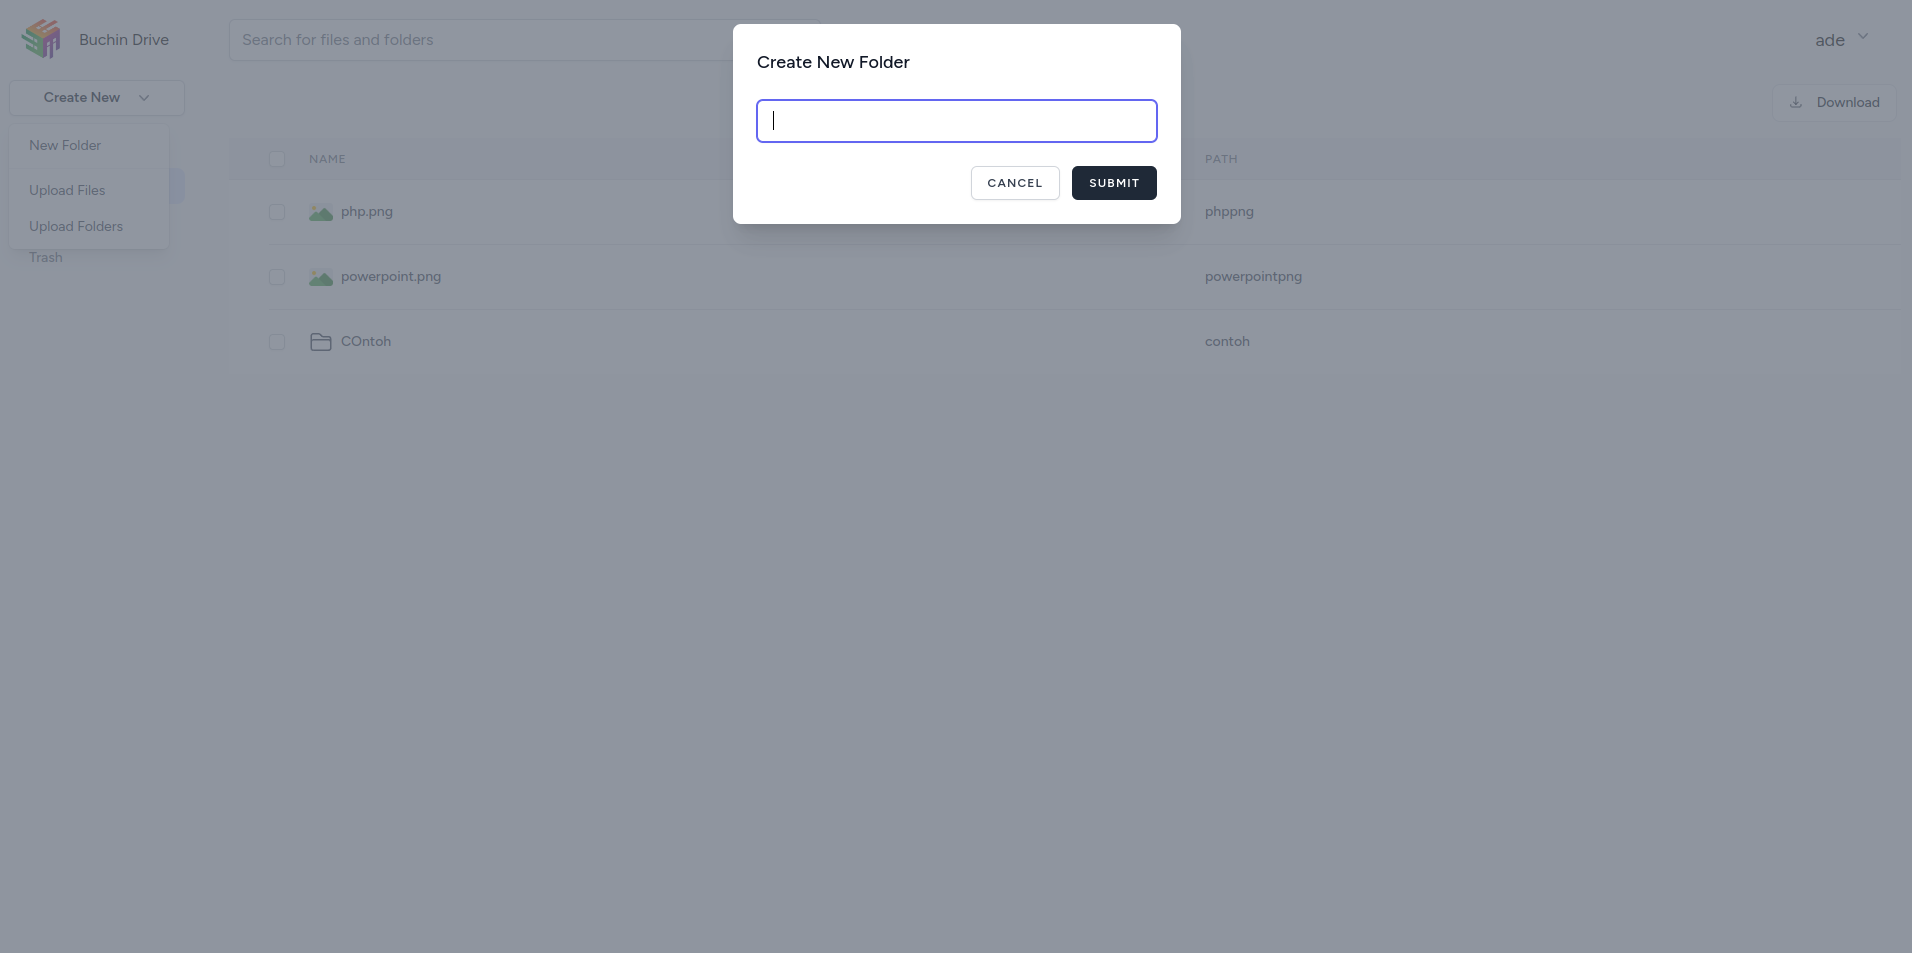 Buchin Drive
Search for files and folders
ade
Create New
Download
New Folder
Upload Files
Upload Folders
Trash
Create New Folder
CANCEL SUBMIT
NAME PATH
php.png phppng
powerpoint.png powerpointpng
COntoh contoh